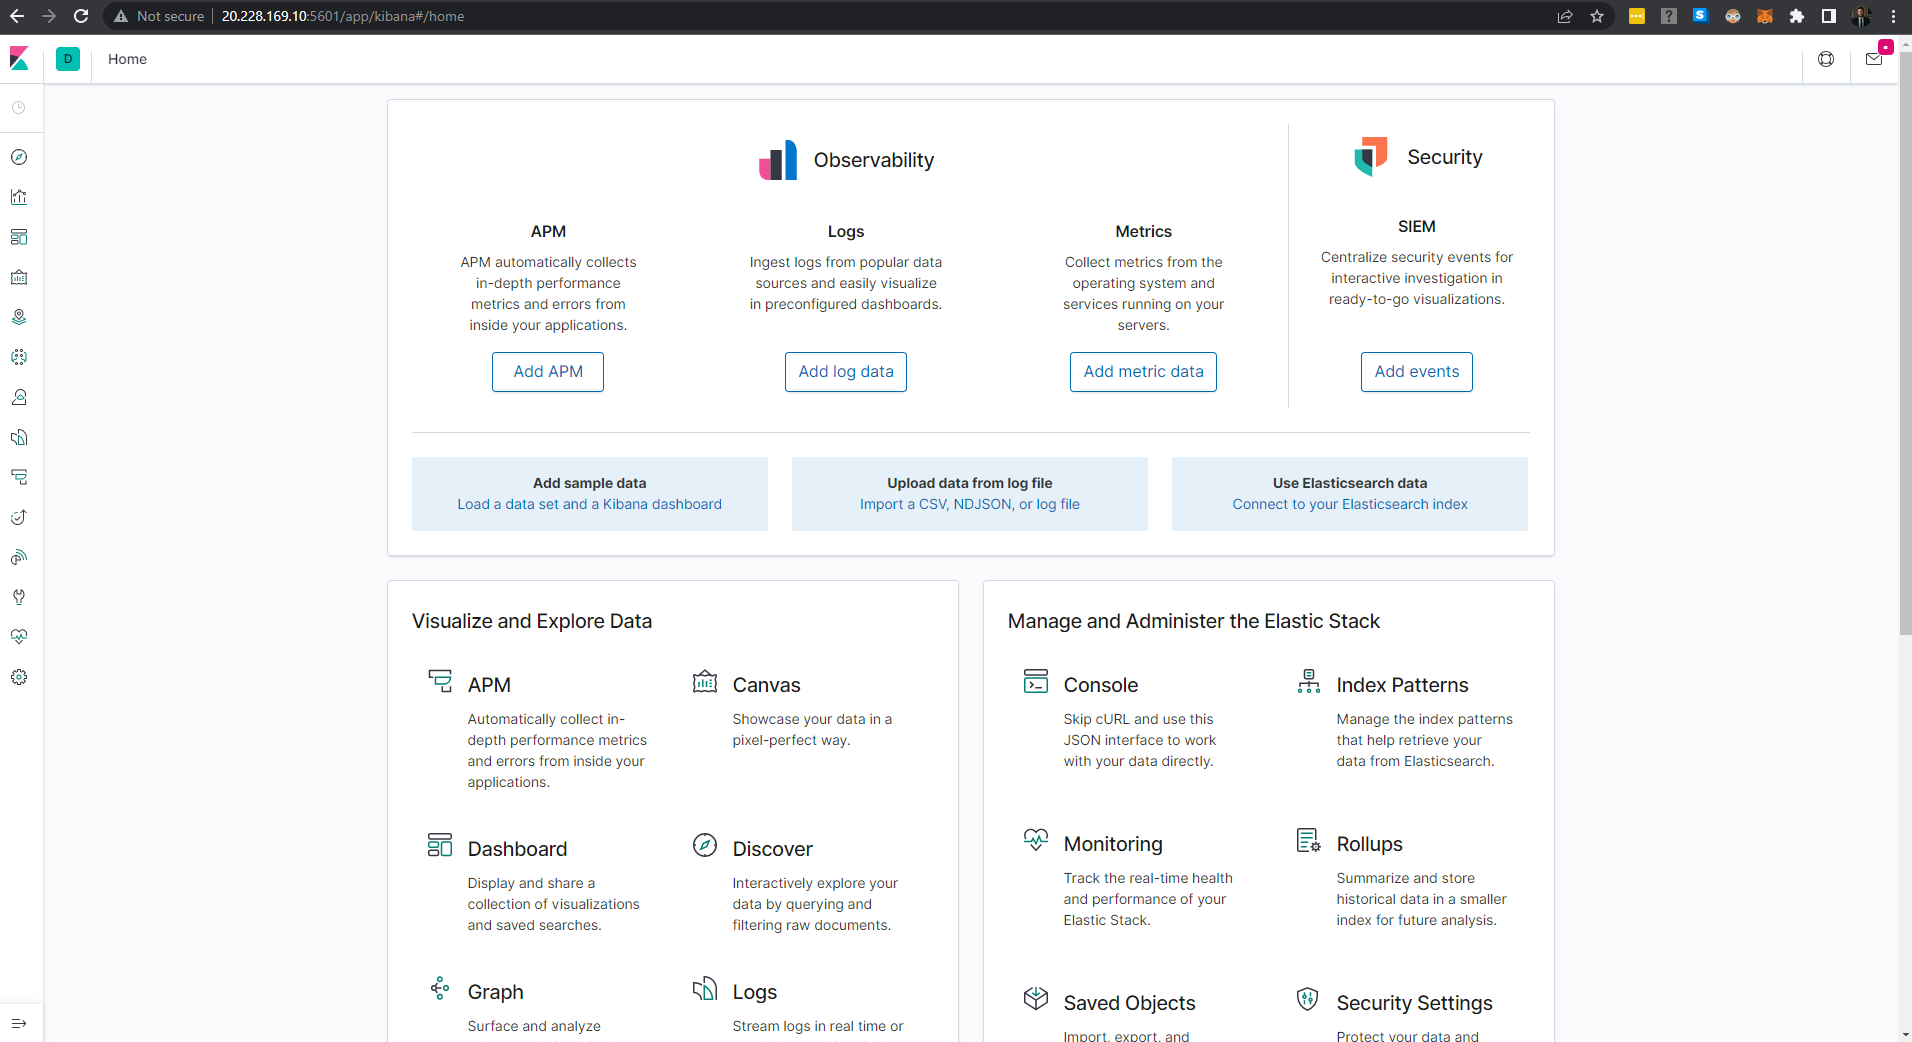 Not secure
20.228.169.10:5601/app/kibana#/home
D
Home
Observability
Security
APM
APM automatically collects
in-depth performance
metrics and errors from
inside your applications.
Add APM
Logs
Ingest logs from popular data
sources and easily visualize
in preconfigured dashboards.
Add log data
Metrics
Collect metrics from the
operating system and
services running on your
servers.
Add metric data
SIEM
Centralize security events for
interactive investigation in
ready-to-go visualizations.
Add events
Add sample data
Load a data set and a Kibana dashboard
Upload data from log file
Import a CSV, NDJSON, or log file
Use Elasticsearch data
Connect to your Elasticsearch index
Visualize and Explore Data
APM
Automatically collect in-
depth performance metrics
and errors from inside your
applications.
Canvas
Showcase your data in a
pixel-perfect way.
Dashboard
Display and share a
collection of visualizations
and saved searches.
Discover
Interactively explore your
data by querying and
filtering raw documents.
Graph
Surface and analyze
Logs
Stream logs in real time or
Manage and Administer the Elastic Stack
Console
Skip cURL and use this
JSON interface to work
with your data directly.
Index Patterns
Manage the index patterns
that help retrieve your
data from Elasticsearch.
Monitoring
Track the real-time health
and performance of your
Elastic Stack.
Rollups
Summarize and store
historical data in a smaller
index for future analysis.
Saved Objects
Import, export, and
Security Settings
Protect your data and